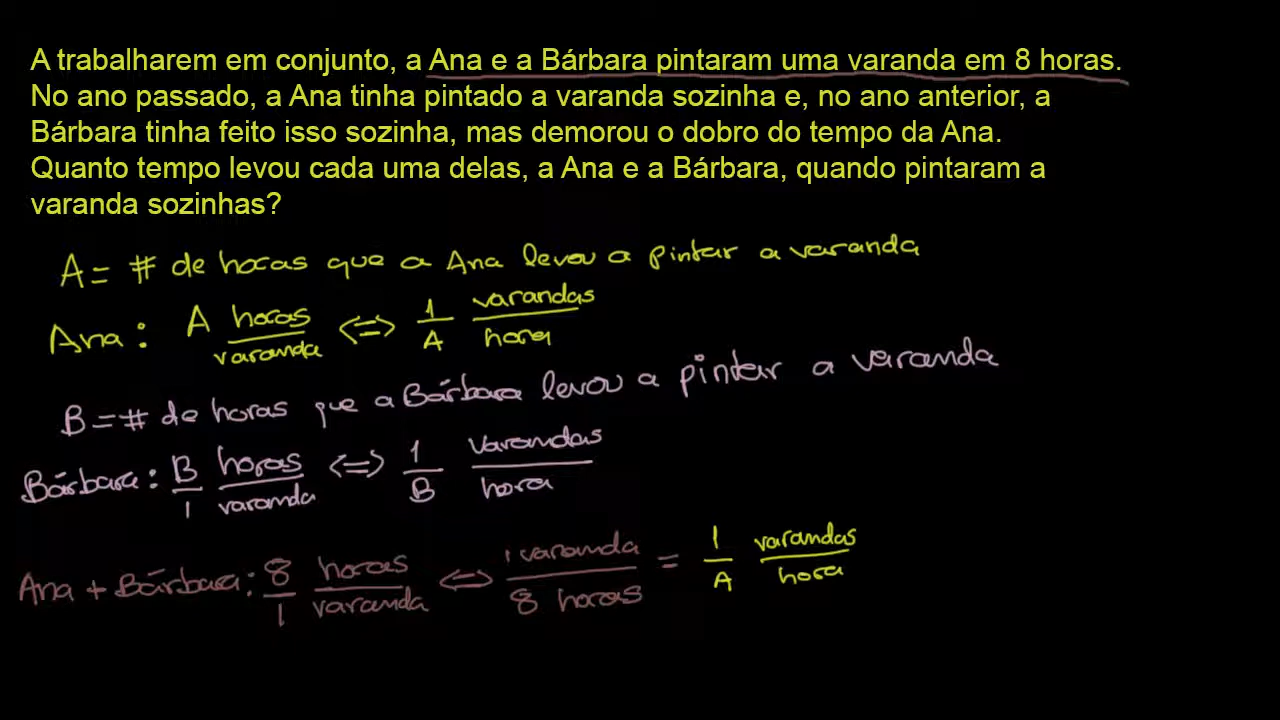 A trabalharem em conjunto, a Ana e a Bárbara pintaram uma varanda em 8 horas.
No ano passado, a Ana tinha pintado a varanda sozinha e, no ano anterior, a
Bárbara tinha feito isso sozinha, mas demorou o dobro do tempo da Ana.
Quanto tempo levou cada uma delas, a Ana e a Bárbara, quando pintaram a
varanda sozinhas?
A = # de horas que a Ana levou a pintar a varanda
Ana: A horas/varanda <=> 1/A varandas/hora
B = # de horas que a Bárbara levou a pintar a varanda
Bárbara: B/1 horas/varanda <=> 1/B varandas/hora
Ana + Bárbara: 8/1 horas/varanda <=> 1 varanda/8 horas = 1/A varandas/hora